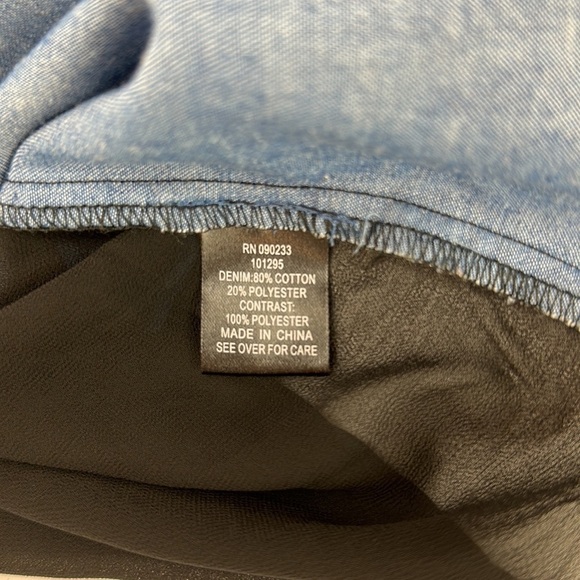 RN 090233
101295
DENIM:80% COTTON
20% POLYESTER
CONTRAST:
100% POLYESTER
MADE IN CHINA
SEE OVER FOR CARE